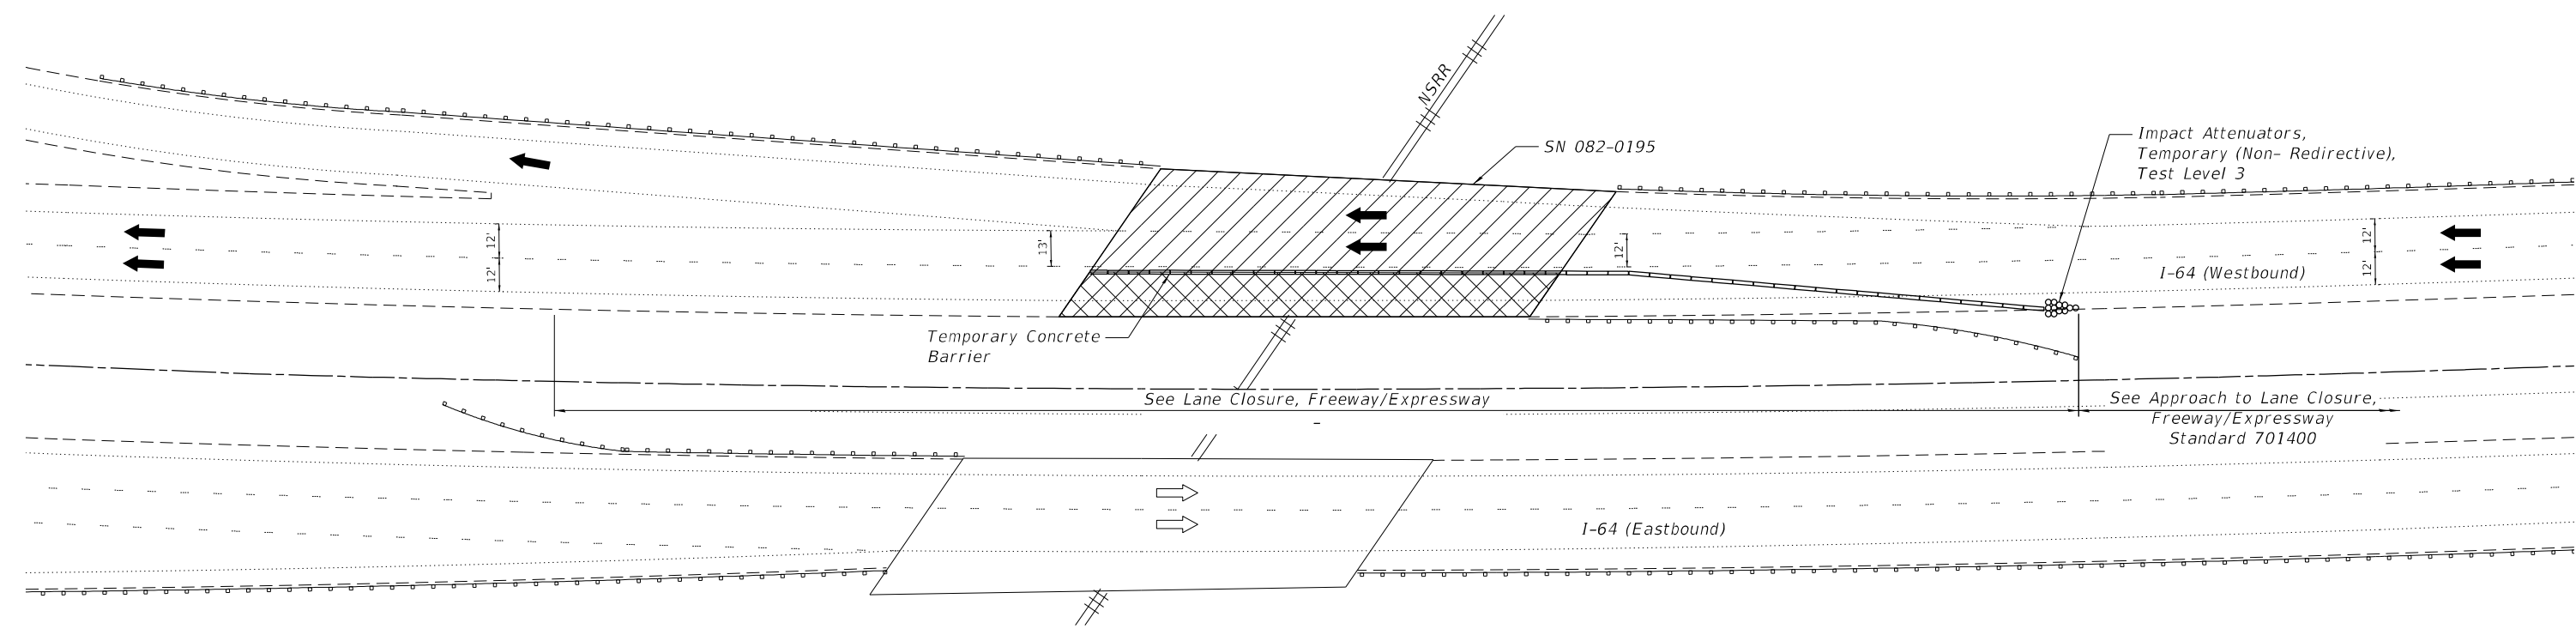 NSRR
SN 082-0195
Impact Attenuators,
Temporary (Non- Redirective),
Test Level 3
12'
12'
13'
12'
12'
12'
I-64 (Westbound)
Temporary Concrete
Barrier
See Lane Closure, Freeway/Expressway
See Approach to Lane Closure,
Freeway/Expressway
Standard 701400
I-64 (Eastbound)